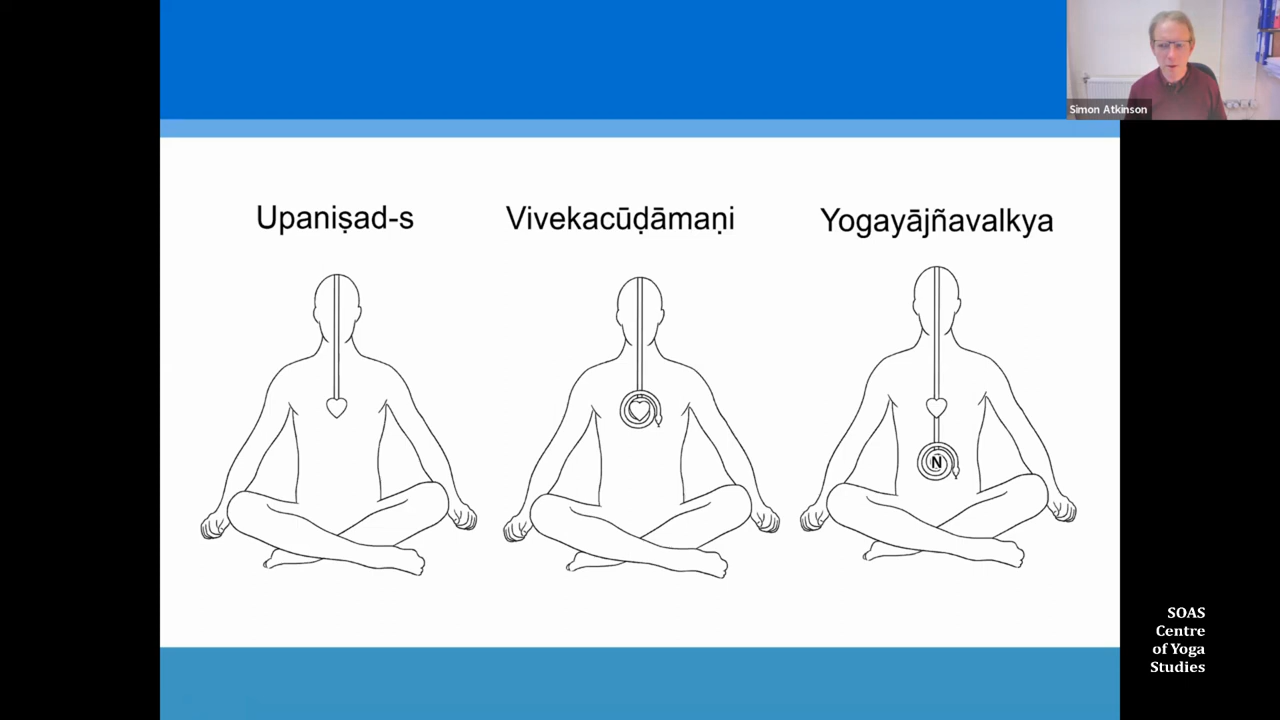 Simon Atkinson
Upaniṣad-s
Vivekacūḍāmaṇi
Yogayājñavalkya
N
SOAS
Centre
of Yoga
Studies